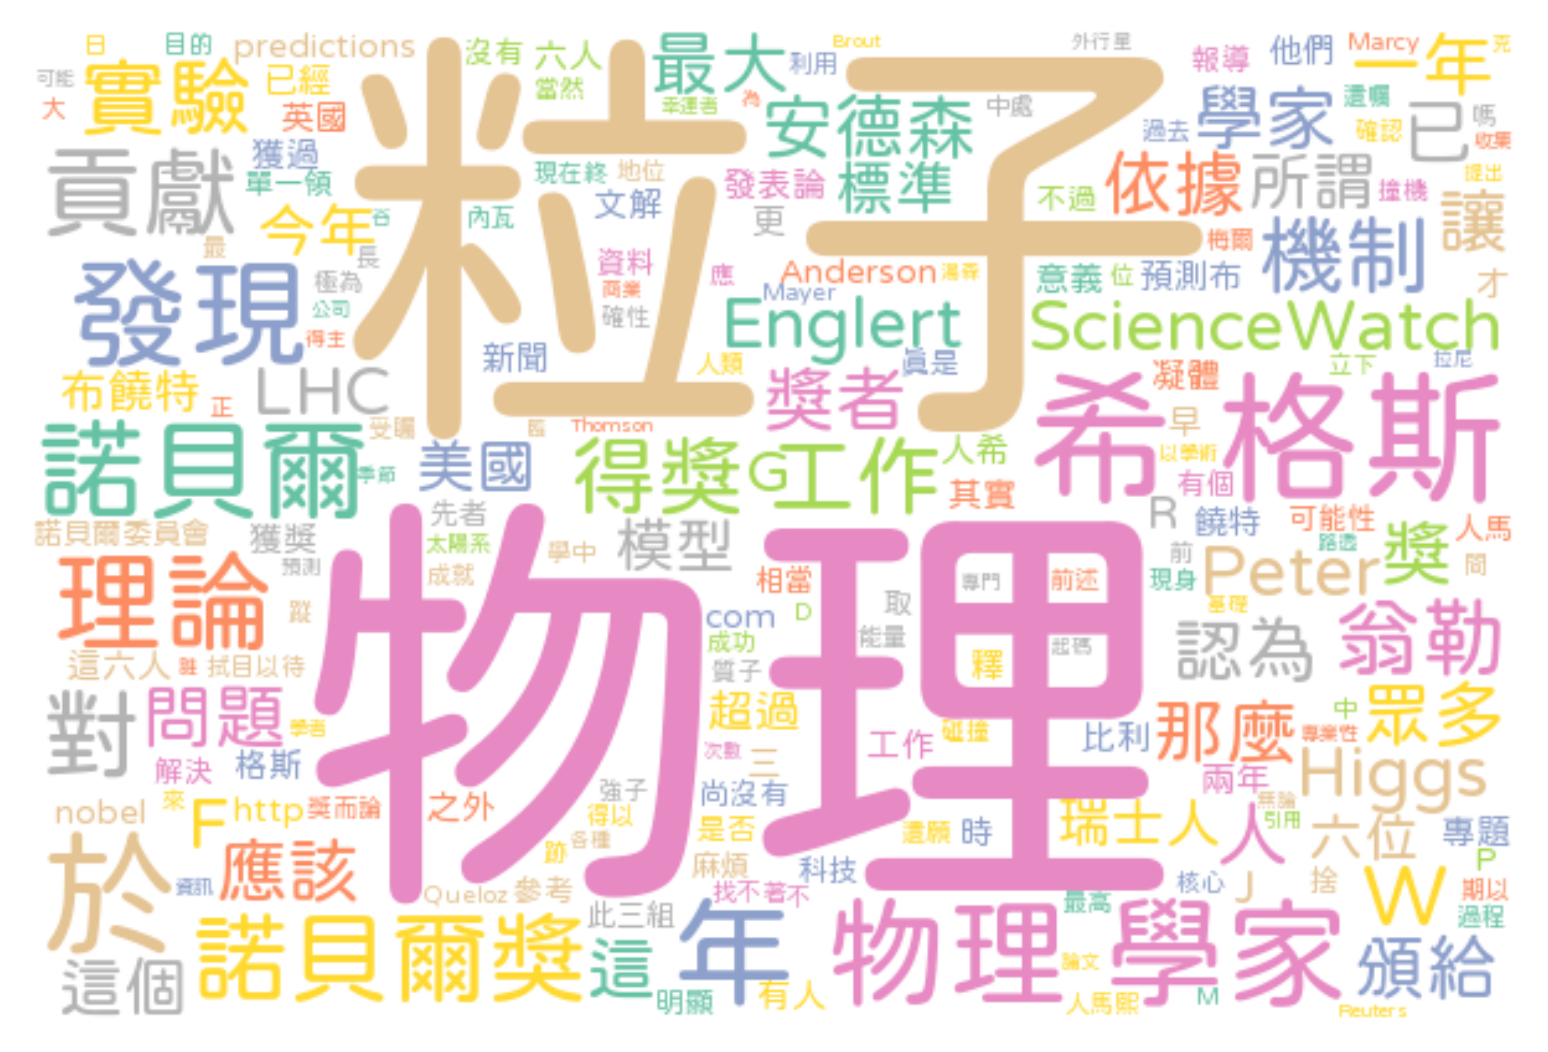 日 目的 predictions 沒有 六人 最大 利用 Brout 外行星 報導 他們 Marcy 一年 克
可能 實驗 已經 粒子 當然
大 英國 幸運者 為 安德森 中處 學家 遺囑 已 嗎
獲過 過去 確認 收集
貢獻 單一領 現在終 地位 發表論 標準 依據 所謂 撞機 提出
今年 谷 內瓦 文解 更 不過 讓
最 長 資料 應 Anderson 湯森 梅爾 機制
發現 極為 商業 Mayer 意義 位 預測布 才
公司 確性 Englert ScienceWatch
得主 新聞 人類 眞是 立下 拉尼
布饒特 正 LHC 獎者 凝體 希格斯
受矚 Thomson 早
諾貝爾 季節 美國 得獎 G 工作 人希 以學術
其實 有個
諾貝爾委員會 獲獎 先者 模型 R 饒特 可能性 獎 人馬
太陽系 學中 前 路透
理論 預測 成就 相當 專門 前述 現身 Peter 間
蹤 物理 com D 取 基礎 翁勒
這六人 拭目以待 成功 能量 起碼 認為
質子 釋
對 問題 學者 超過 碰撞 中 眾多
工作 比利 那麼 專業性
解決 格斯 次數 三 兩年 Higgs
nobel 來 F http 獎而論 之外 強子 尚沒有 無論
得以 是否 遺願 時 瑞士人 人 引用 六位 專題
於 應該 跡 各種 麻煩 科技 P
資訊 Queloz 參考 找不著不 核心 J 捨 W 期以
諾貝爾獎 此三組 年 物理學家 最高 過程
這個 這 論文 頒給
明顯 有人 人馬熙 M Reuters